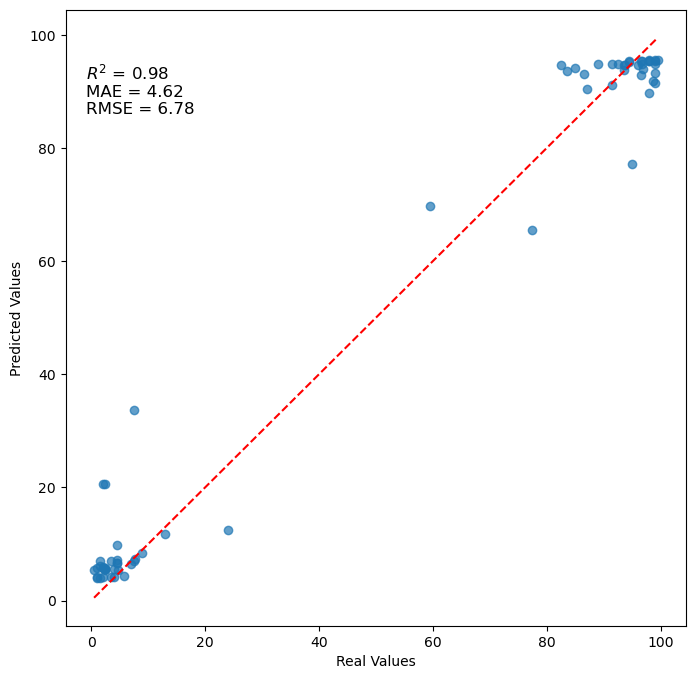 100
80
60
40
20
0
Predicted Values
R² = 0.98
MAE = 4.62
RMSE = 6.78
0 20 40 60 80 100
Real Values